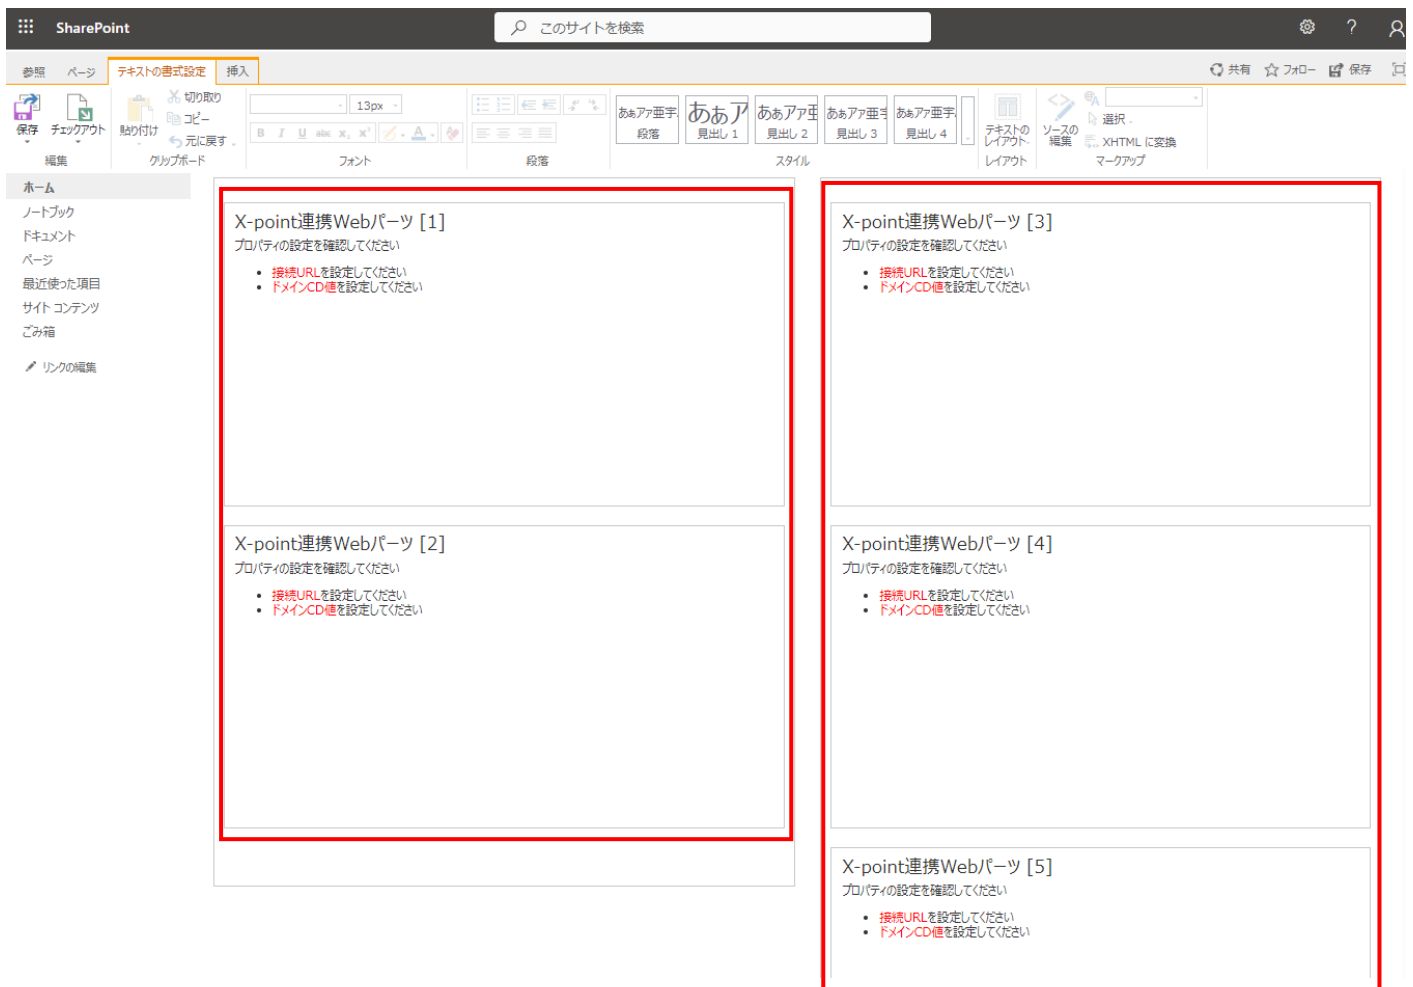 SharePoint
このサイトを検索
?
参照 ページ テキストの書式設定 挿入
共有 フォロー 保存
保存 チェックアウト 貼り付け 切り取り コピー 元に戻す
13px
B I U abc x₂ x²
あぁアァ亜宇 段落
あぁア 見出し 1
あぁアァ亜 見出し 2
あぁアァ亜宇 見出し 3
あぁアァ亜宇 見出し 4
テキストの
レイアウト
ソースの
編集
選択
XHTML に変換
編集 クリップボード フォント 段落 スタイル レイアウト マークアップ
ホーム
ノートブック
ドキュメント
ページ
最近使った項目
サイト コンテンツ
ごみ箱
リンクの編集
X-point連携Webパーツ [1]
プロパティの設定を確認してください
• 接続URLを設定してください
• ドメインCD値を設定してください
X-point連携Webパーツ [2]
プロパティの設定を確認してください
• 接続URLを設定してください
• ドメインCD値を設定してください
X-point連携Webパーツ [3]
プロパティの設定を確認してください
• 接続URLを設定してください
• ドメインCD値を設定してください
X-point連携Webパーツ [4]
プロパティの設定を確認してください
• 接続URLを設定してください
• ドメインCD値を設定してください
X-point連携Webパーツ [5]
プロパティの設定を確認してください
• 接続URLを設定してください
• ドメインCD値を設定してください